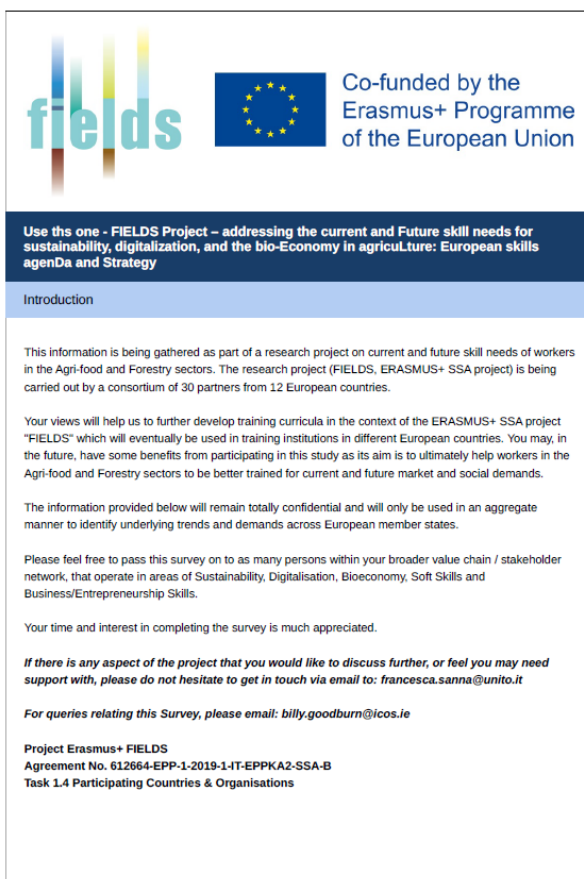 fields
Co-funded by the
Erasmus+ Programme
of the European Union
Use ths one - FIELDS Project – addressing the current and Future skIll needs for
sustainability, digitalization, and the bio-Economy in agricuLture: European skills
agenDa and Strategy
Introduction
This information is being gathered as part of a research project on current and future skill needs of workers
in the Agri-food and Forestry sectors. The research project (FIELDS, ERASMUS+ SSA project) is being
carried out by a consortium of 30 partners from 12 European countries.
Your views will help us to further develop training curricula in the context of the ERASMUS+ SSA project
"FIELDS" which will eventually be used in training institutions in different European countries. You may, in
the future, have some benefits from participating in this study as its aim is to ultimately help workers in the
Agri-food and Forestry sectors to be better trained for current and future market and social demands.
The information provided below will remain totally confidential and will only be used in an aggregate
manner to identify underlying trends and demands across European member states.
Please feel free to pass this survey on to as many persons within your broader value chain / stakeholder
network, that operate in areas of Sustainability, Digitalisation, Bioeconomy, Soft Skills and
Business/Entrepreneurship Skills.
Your time and interest in completing the survey is much appreciated.
If there is any aspect of the project that you would like to discuss further, or feel you may need
support with, please do not hesitate to get in touch via email to: francesca.sanna@unito.it
For queries relating this Survey, please email: billy.goodburn@icos.ie
Project Erasmus+ FIELDS
Agreement No. 612664-EPP-1-2019-1-IT-EPPKA2-SSA-B
Task 1.4 Participating Countries & Organisations